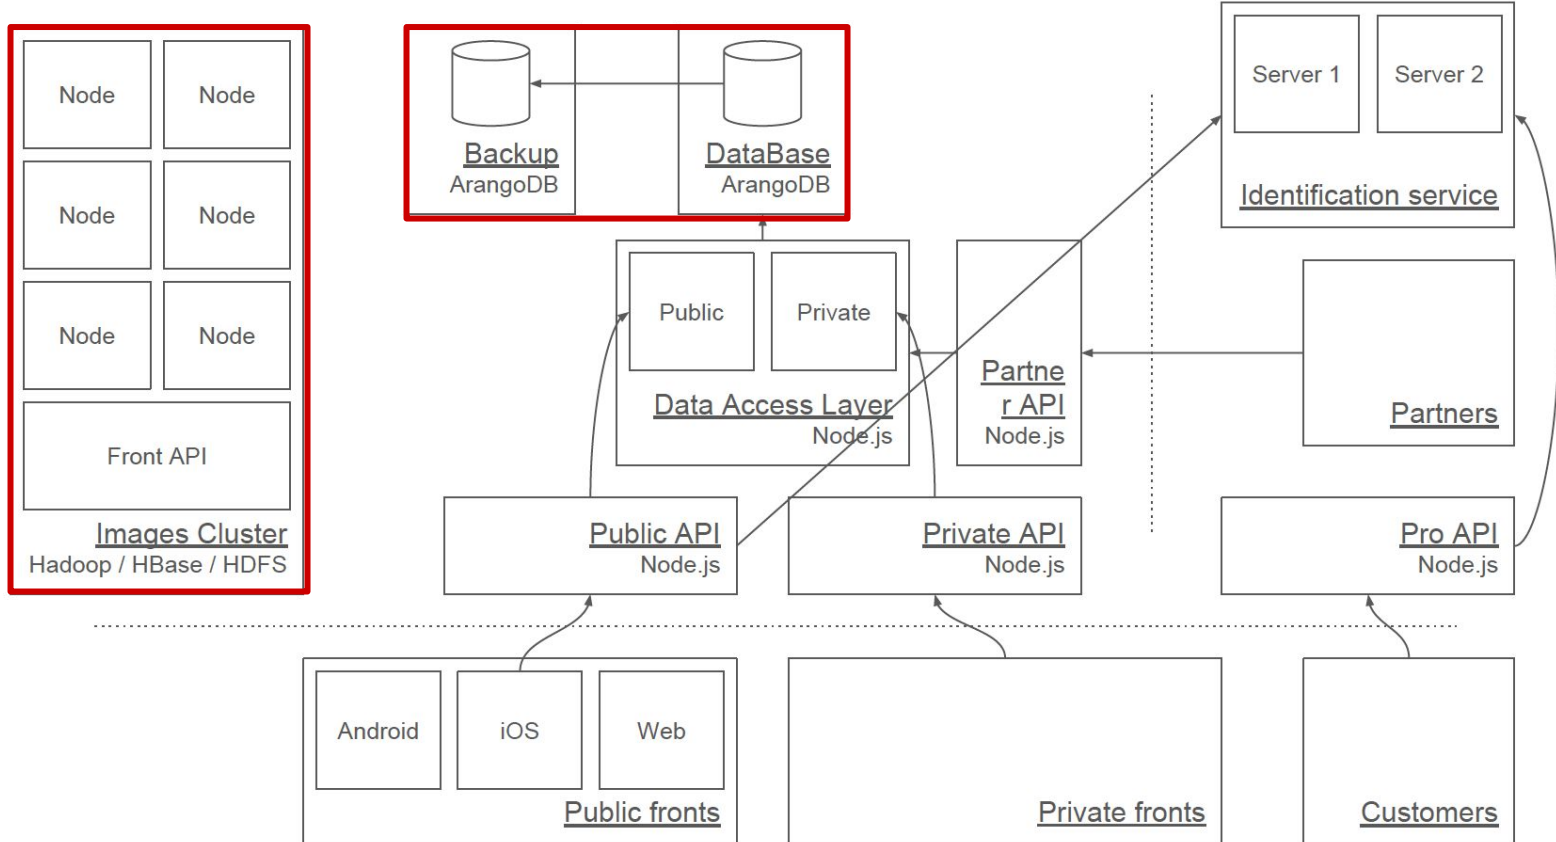 Node
Node
Node
Node
Node
Node
Front API
Images Cluster
Hadoop / HBase / HDFS
Backup
ArangoDB
DataBase
ArangoDB
Server 1
Server 2
Identification service
Public
Private
Data Access Layer
Node.js
Partne
r API
Node.js
Partners
Public API
Node.js
Private API
Node.js
Pro API
Node.js
Android
iOS
Web
Public fronts
Private fronts
Customers